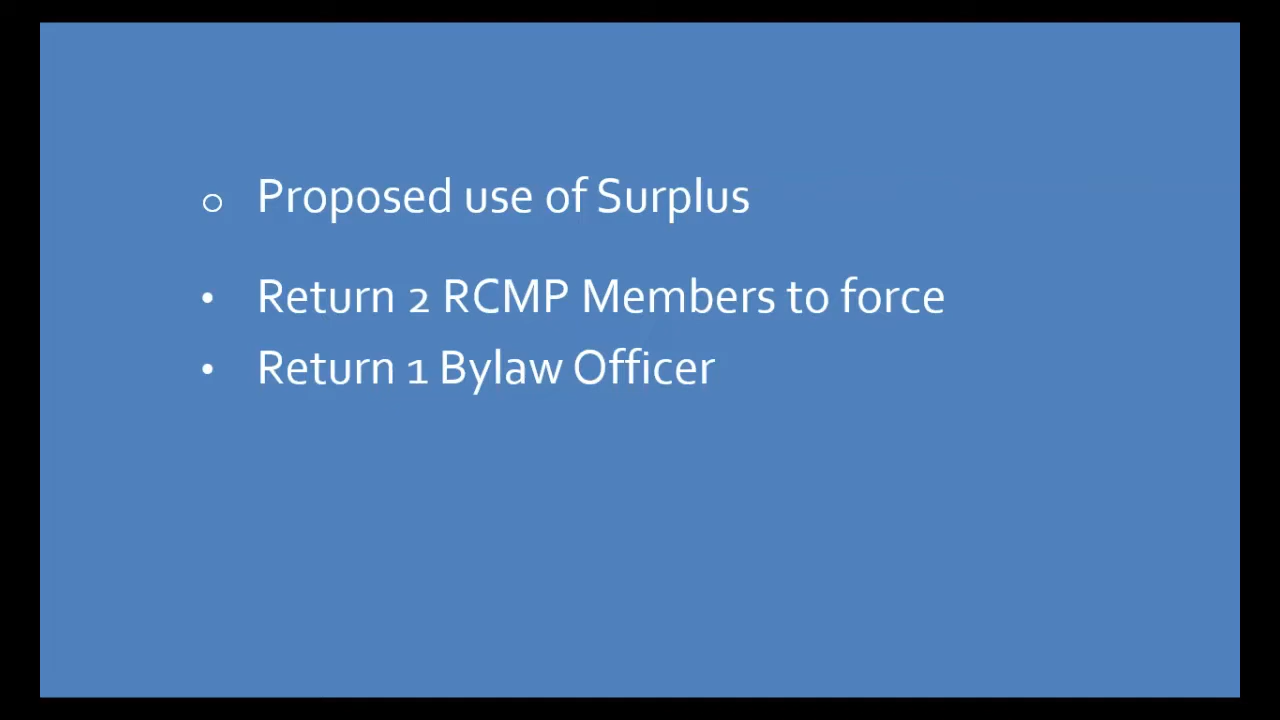 o Proposed use of Surplus
• Return 2 RCMP Members to force
• Return 1 Bylaw Officer